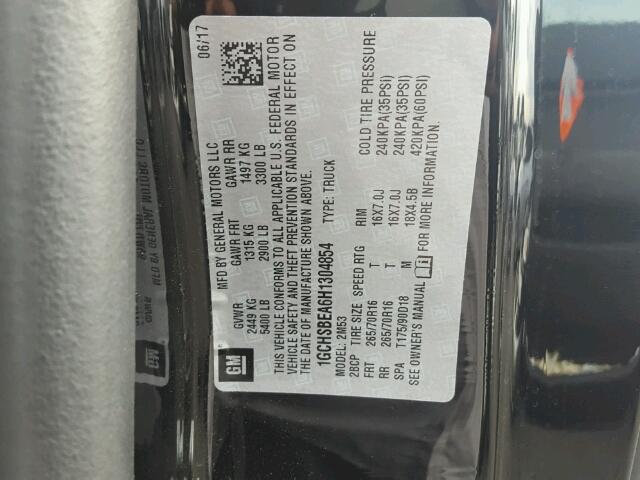 GM
MFD BY GENERAL MOTORS LLC
06/17
GVWR GAWR FRT GAWR RR
2449 KG 1315 KG 1497 KG
5400 LB 2900 LB 3300 LB
THIS VEHICLE CONFORMS TO ALL APPLICABLE U.S. FEDERAL MOTOR
VEHICLE SAFETY AND THEFT PREVENTION STANDARDS IN EFFECT ON
THE DATE OF MANUFACTURE SHOWN ABOVE.
1GCHSBEA6H1304854 TYPE: TRUCK
MODEL: 2M53
2BCP TIRE SIZE SPEED RTG RIM COLD TIRE PRESSURE
FRT 265/70R16 T 16X7.0J 240KPA(35PSI)
RR 265/70R16 T 16X7.0J 240KPA(35PSI)
SPA T175/90D18 M 18X4.5B 420KPA(60PSI)
SEE OWNER'S MANUAL FOR MORE INFORMATION.